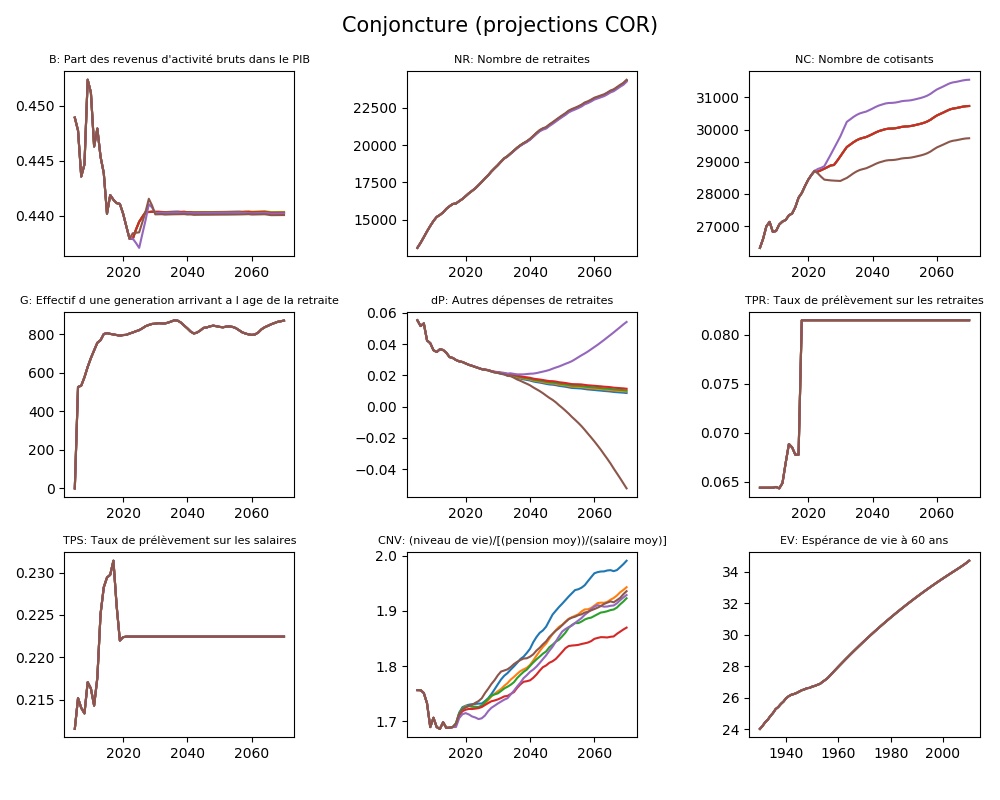 Conjoncture (projections COR)
B: Part des revenus d'activité bruts dans le PIB
NR: Nombre de retraites
NC: Nombre de cotisants
0.450
0.445
0.440
2020 2040 2060
22500
20000
17500
15000
2020 2040 2060
31000
30000
29000
28000
27000
2020 2040 2060
G: Effectif d une generation arrivant a l age de la retraite
dP: Autres dépenses de retraites
TPR: Taux de prélèvement sur les retraites
800
600
400
200
0
2020 2040 2060
0.06
0.04
0.02
0.00
−0.02
−0.04
2020 2040 2060
0.080
0.075
0.070
0.065
2020 2040 2060
TPS: Taux de prélèvement sur les salaires
CNV: (niveau de vie)/[(pension moy))/(salaire moy)]
EV: Espérance de vie à 60 ans
0.230
0.225
0.220
0.215
2020 2040 2060
2.0
1.9
1.8
1.7
2020 2040 2060
34
32
30
28
26
24
1940 1960 1980 2000